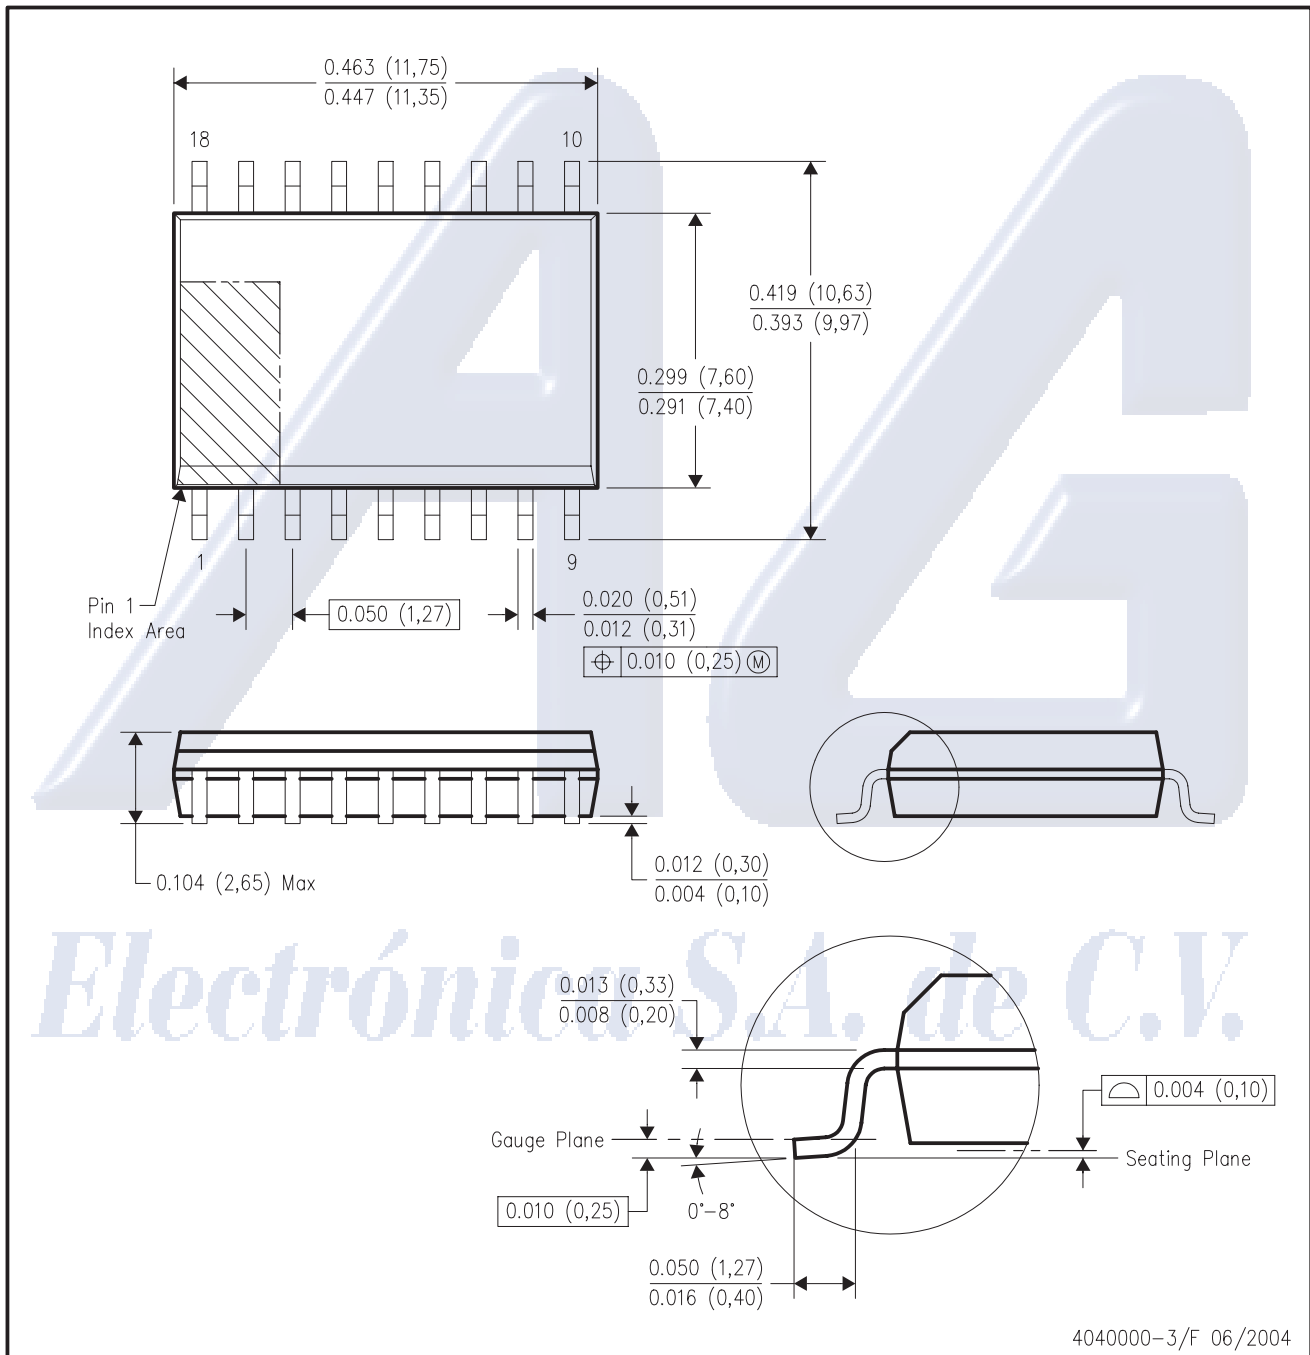 0.463 (11,75)
0.447 (11,35)
18
10
0.419 (10,63)
0.393 (9,97)
0.299 (7,60)
0.291 (7,40)
1
9
Pin 1
Index Area
0.050 (1,27)
0.020 (0,51)
0.012 (0,31)
⌖ 0.010 (0,25) Ⓜ
0.104 (2,65) Max
0.012 (0,30)
0.004 (0,10)
Electrónica S.A. de C.V.
0.013 (0,33)
0.008 (0,20)
0.004 (0,10)
Gauge Plane
Seating Plane
0.010 (0,25)
0°–8°
0.050 (1,27)
0.016 (0,40)
4040000-3/F 06/2004
AG